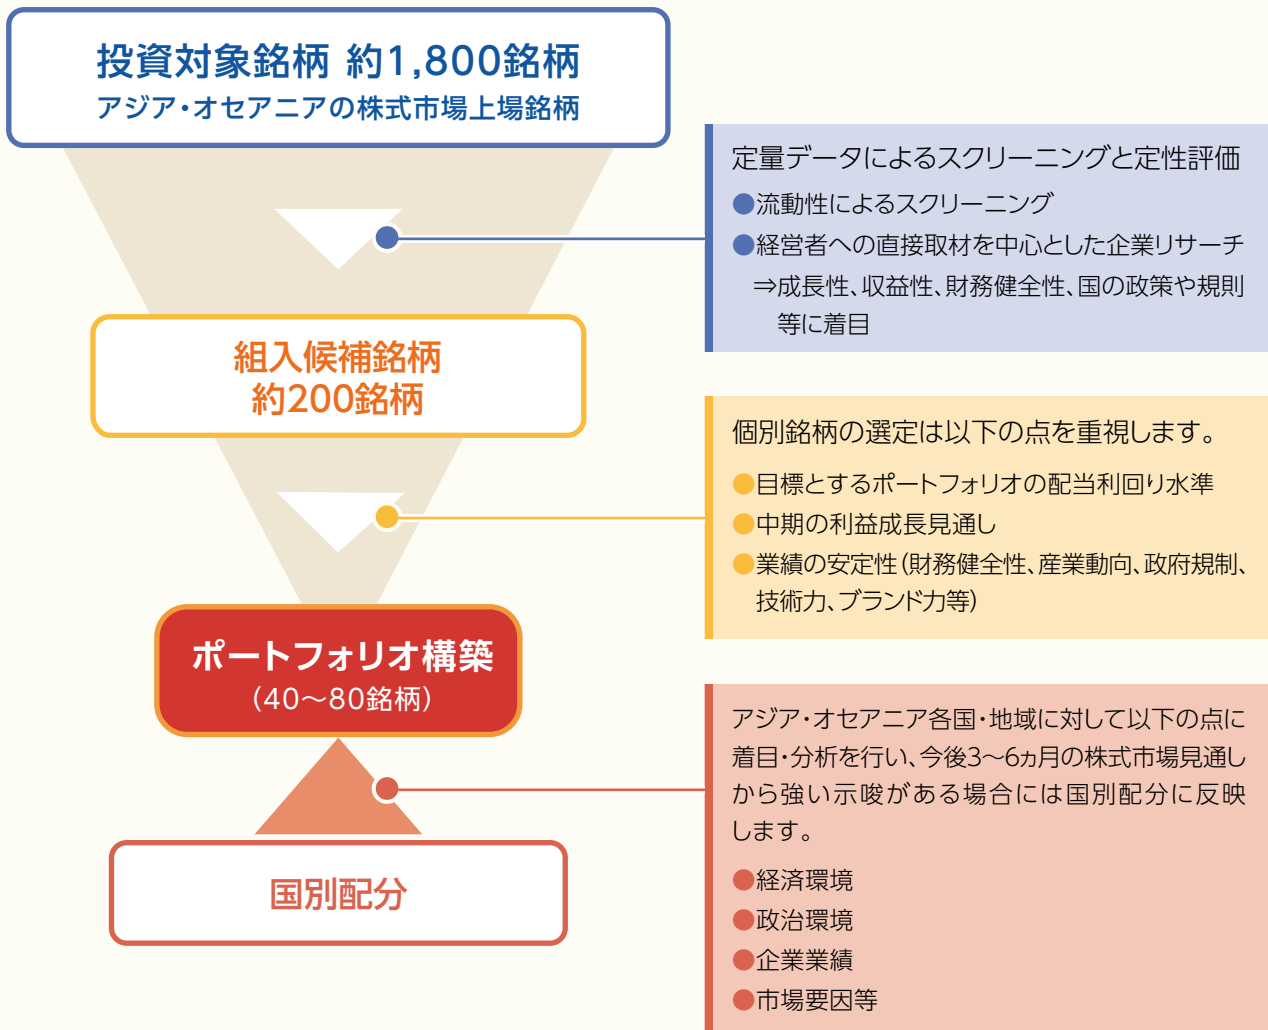 投資対象銘柄 約1,800銘柄
アジア・オセアニアの株式市場上場銘柄
定量データによるスクリーニングと定性評価
●流動性によるスクリーニング
●経営者への直接取材を中心とした企業リサーチ
⇒成長性、収益性、財務健全性、国の政策や規則
等に着目
組入候補銘柄
約200銘柄
個別銘柄の選定は以下の点を重視します。
●目標とするポートフォリオの配当利回り水準
●中期の利益成長見通し
●業績の安定性(財務健全性、産業動向、政府規制、
技術力、ブランド力等)
ポートフォリオ構築
(40～80銘柄)
アジア・オセアニア各国・地域に対して以下の点に
着目・分析を行い、今後3～6ヵ月の株式市場見通し
から強い示唆がある場合には国別配分に反映
します。
●経済環境
●政治環境
●企業業績
●市場要因等
国別配分